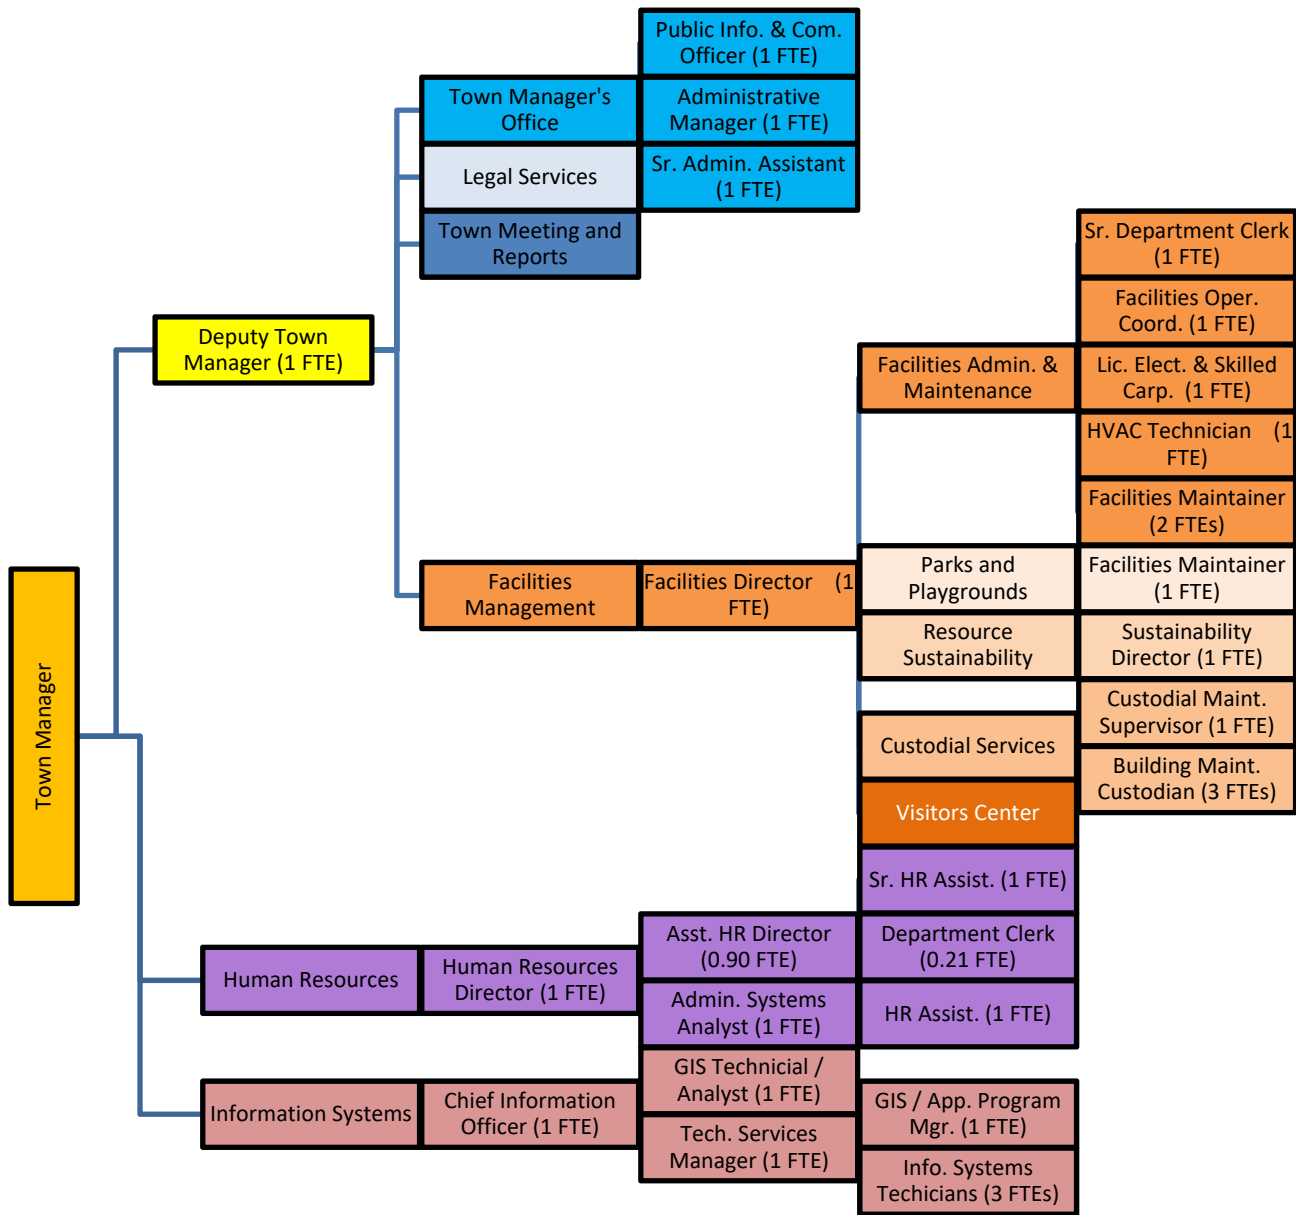 Public Info. & Com.
Officer (1 FTE)
Town Manager's
Office
Administrative
Manager (1 FTE)
Legal Services
Sr. Admin. Assistant
(1 FTE)
Town Meeting and
Reports
Sr. Department Clerk
(1 FTE)
Facilities Oper.
Coord. (1 FTE)
Deputy Town
Manager (1 FTE)
Facilities Admin. &
Maintenance
Lic. Elect. & Skilled
Carp.  (1 FTE)
HVAC Technician    (1
FTE)
Facilities Maintainer
(2 FTEs)
Facilities
Management
Facilities Director    (1
FTE)
Parks and
Playgrounds
Facilities Maintainer
(1 FTE)
Resource
Sustainability
Sustainability
Director (1 FTE)
Town Manager
Custodial Services
Custodial Maint.
Supervisor (1 FTE)
Building Maint.
Custodian (3 FTEs)
Visitors Center
Sr. HR Assist. (1 FTE)
Human Resources
Human Resources
Director (1 FTE)
Asst. HR Director
(0.90 FTE)
Department Clerk
(0.21 FTE)
Admin. Systems
Analyst (1 FTE)
HR Assist. (1 FTE)
Information Systems
Chief Information
Officer (1 FTE)
GIS Technicial /
Analyst (1 FTE)
GIS / App. Program
Mgr. (1 FTE)
Tech. Services
Manager (1 FTE)
Info. Systems
Techicians (3 FTEs)